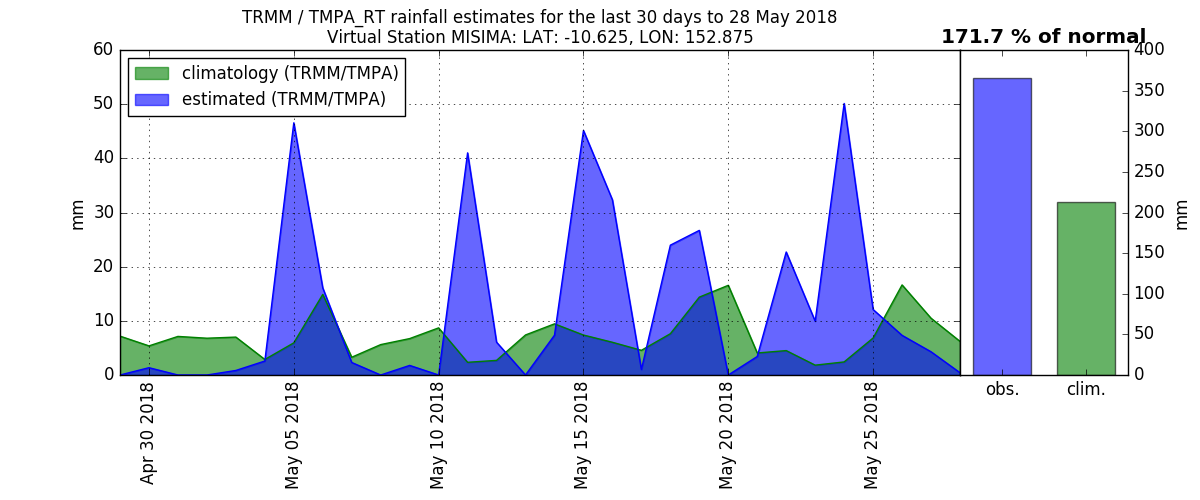 TRMM / TMPA_RT rainfall estimates for the last 30 days to 28 May 2018
Virtual Station MISIMA: LAT: -10.625, LON: 152.875
171.7 % of normal
climatology (TRMM/TMPA)
estimated (TRMM/TMPA)
60
50
40
30
20
10
0
mm
Apr 30 2018
May 05 2018
May 10 2018
May 15 2018
May 20 2018
May 25 2018
400
350
300
250
200
150
100
50
0
mm
obs.
clim.